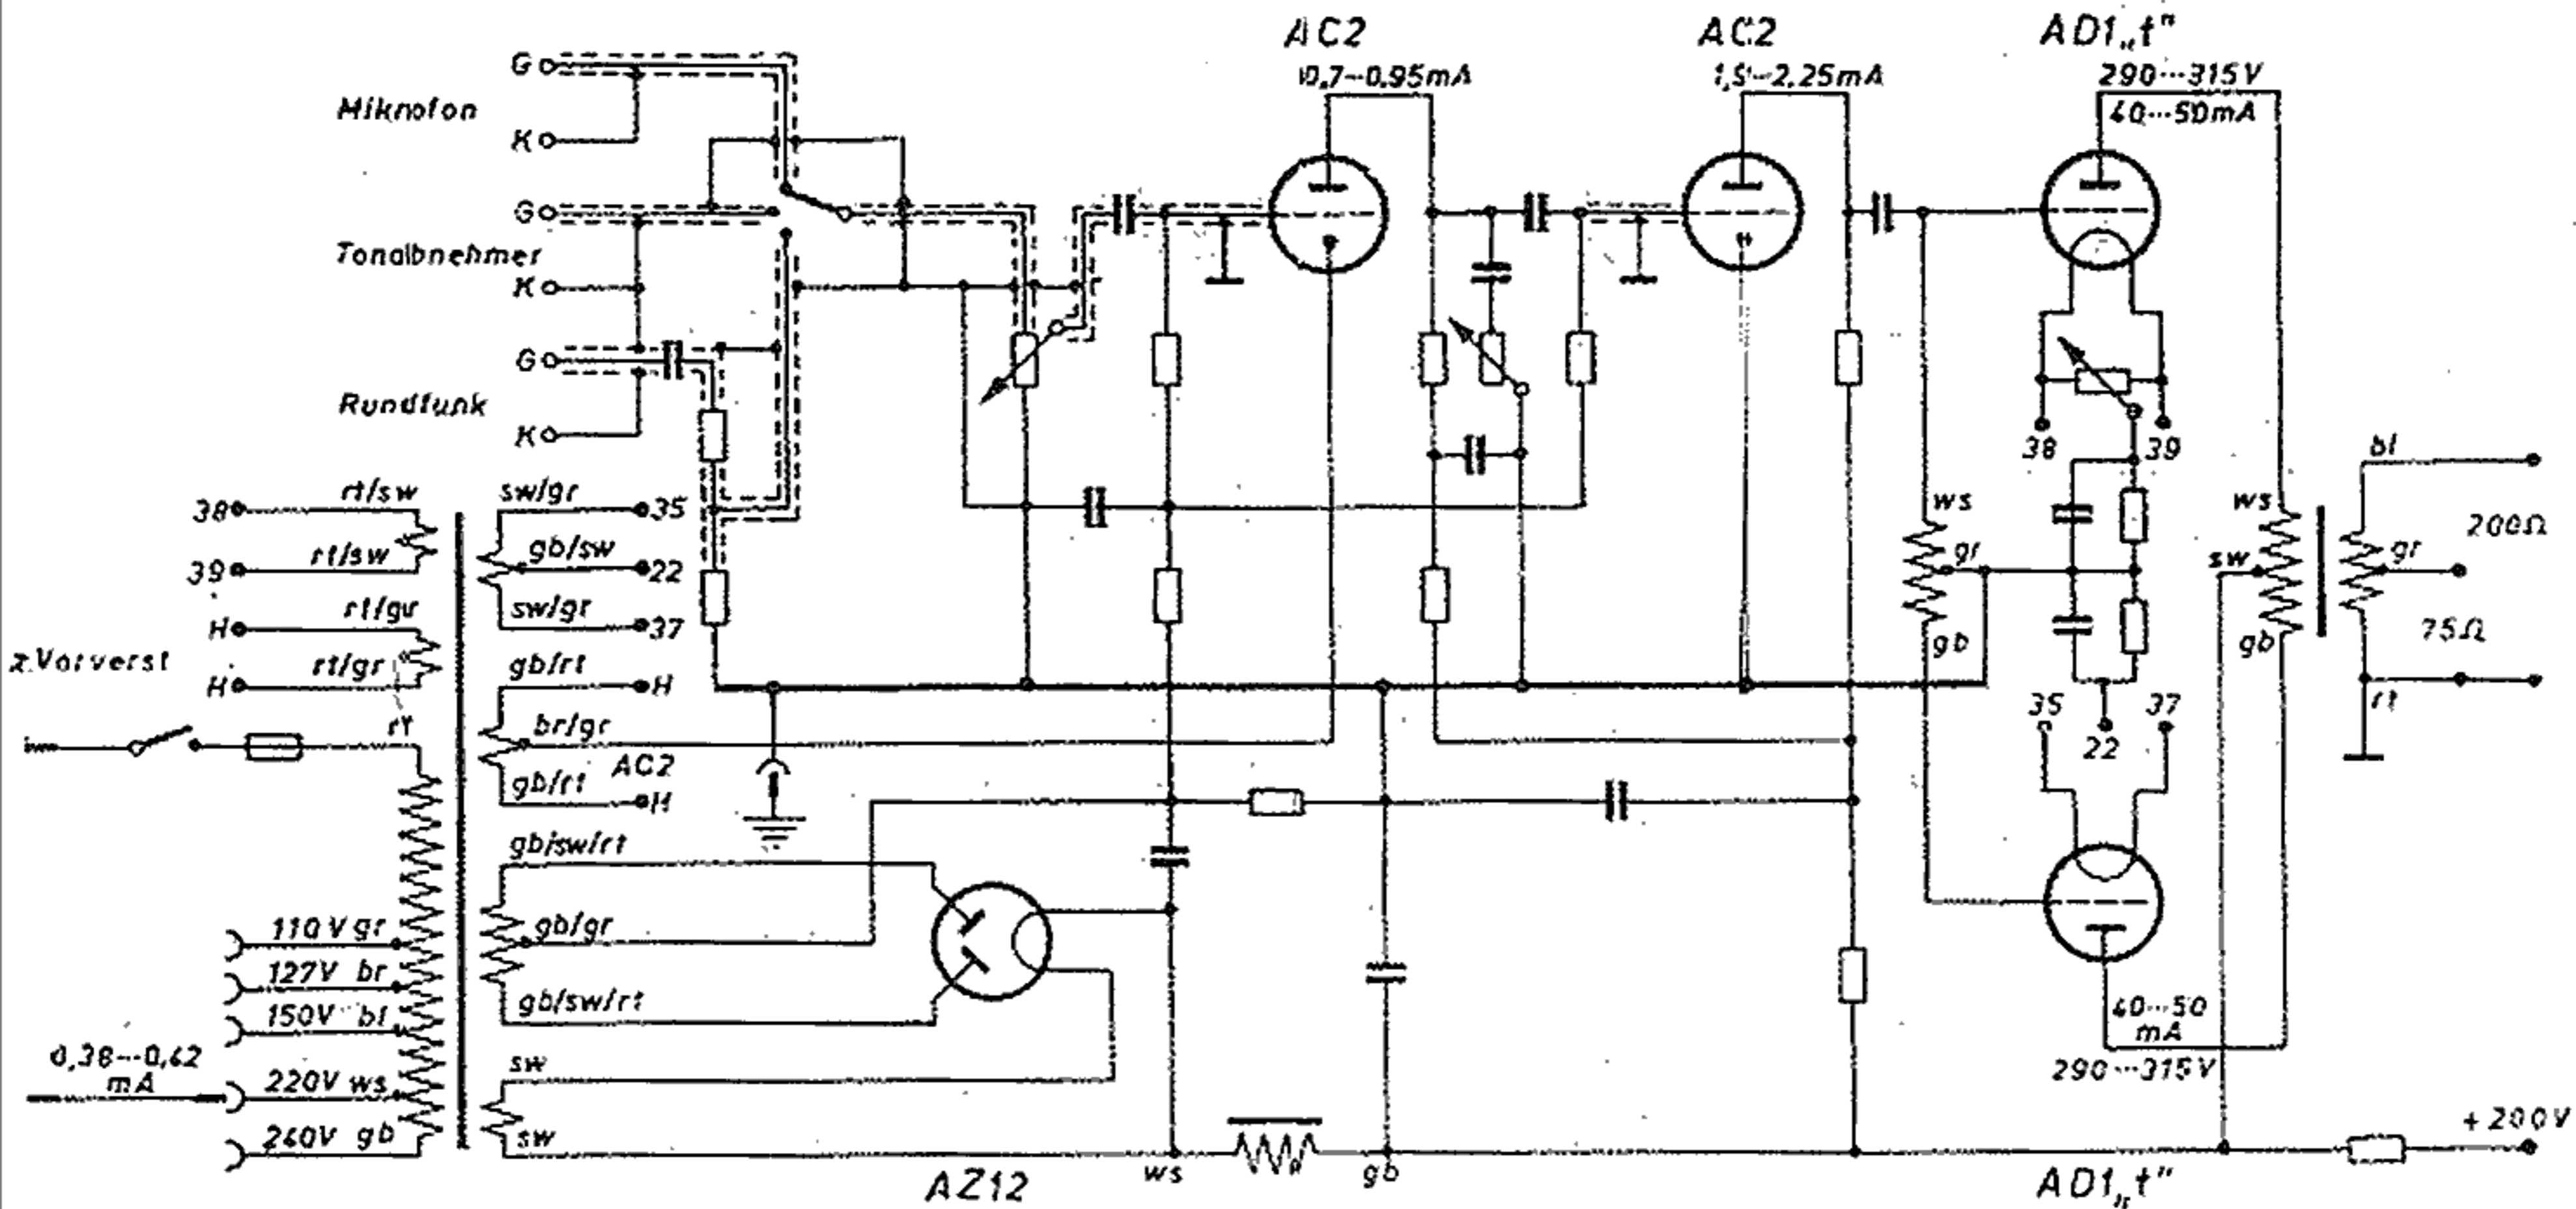 AC2
10,7--0,95mA
AC2
1,5--2,25mA
AD1„t"
290---315V
40---50mA
G
Mikrofon
K
G
Tonabnehmer
K
G
Rundfunk
K
38
rt/sw
39
rt/sw
H
rt/gr
z.Vorverst
H
rt/gr
rt
sw/gr
35
gb/sw
22
sw/gr
37
gb/rt
H
br/gr
AC2
gb/rt
H
gb/sw/rt
gb/gr
gb/sw/rt
sw
sw
110V gr
127V br
150V bl
0,38---0,42
mA
220V ws
240V gb
AZ12
ws
gb
38
39
ws
gr
gb
35
37
22
ws
sw
gb
bl
gr
200Ω
75Ω
rt
40---50
mA
290---315V
+200V
AD1„t"